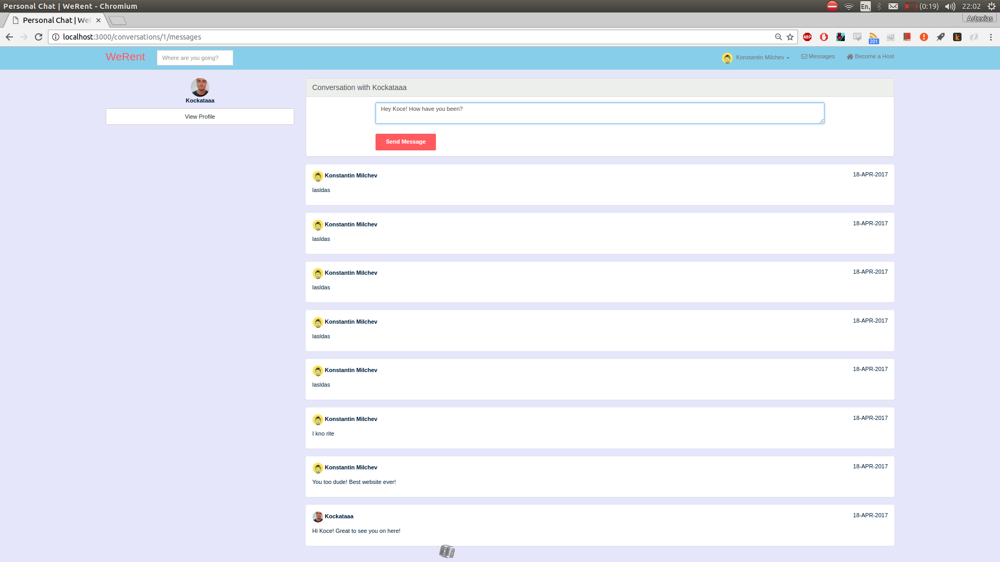 Personal Chat | WeRent - Chromium
En1
(0:19)
22:02
Personal Chat | WeR
Artexias
localhost:3000/conversations/1/messages
ABP
CSS
201
k
WeRent
Where are you going?
Konstantin Milchev
Messages
Become a Host
Kockataaa
View Profile
Conversation with Kockataaa
Hey Koce! How have you been?
Send Message
Konstantin Milchev
18-APR-2017
lasldas
Konstantin Milchev
18-APR-2017
lasldas
Konstantin Milchev
18-APR-2017
lasldas
Konstantin Milchev
18-APR-2017
lasldas
Konstantin Milchev
18-APR-2017
lasldas
Konstantin Milchev
18-APR-2017
I kno rite
Konstantin Milchev
18-APR-2017
You too dude! Best website ever!
Kockataaa
18-APR-2017
Hi Koce! Great to see you on here!